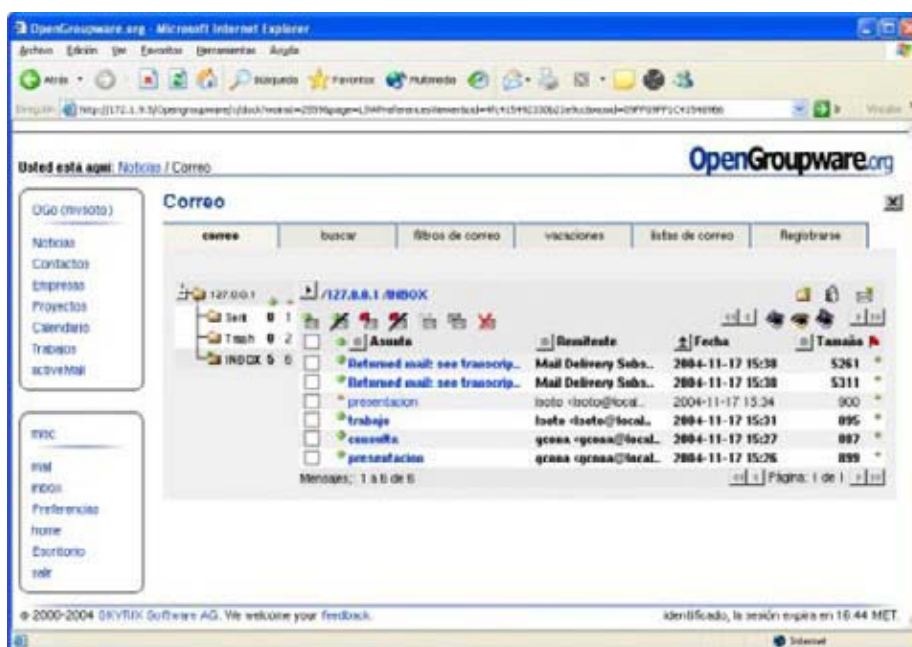 OpenGroupware.org - Microsoft Internet Explorer
Archivo Edición Ver Favoritos Herramientas Ayuda
Atrás Búsqueda Favoritos Multimedia
Usted está aquí: Noticias / Correo
OpenGroupware.org
OGo (mvsoto)
Noticias
Contactos
Empresas
Proyectos
Calendario
Trabajos
activeMail
misc
mail
INBOX
Preferencias
home
Escritorio
salir
Correo
correo buscar filtros de correo vacaciones listas de correo Registrarse
127.0.0.1
Sent 0 1
Trash 0 2
INBOX 5 6
/127.0.0.1 /INBOX
Asunto Remitente Fecha Tamaño
Returned mail: see transcrip... Mail Delivery Subs... 2004-11-17 15:38 5261
Returned mail: see transcrip... Mail Delivery Subs... 2004-11-17 15:38 5311
presentacion lsoto <lsoto@local... 2004-11-17 15:34 900
trabajo lsoto <lsoto@local... 2004-11-17 15:31 895
consulta 2004-11-17 15:27 887
presentacion 2004-11-17 15:26 899
Mensajes: 1 a 6 de 6 Página: 1 de 1
© 2000-2004 SKYRIX Software AG. We welcome your feedback. identificado, la sesión expira en 16:44 MET.
Internet